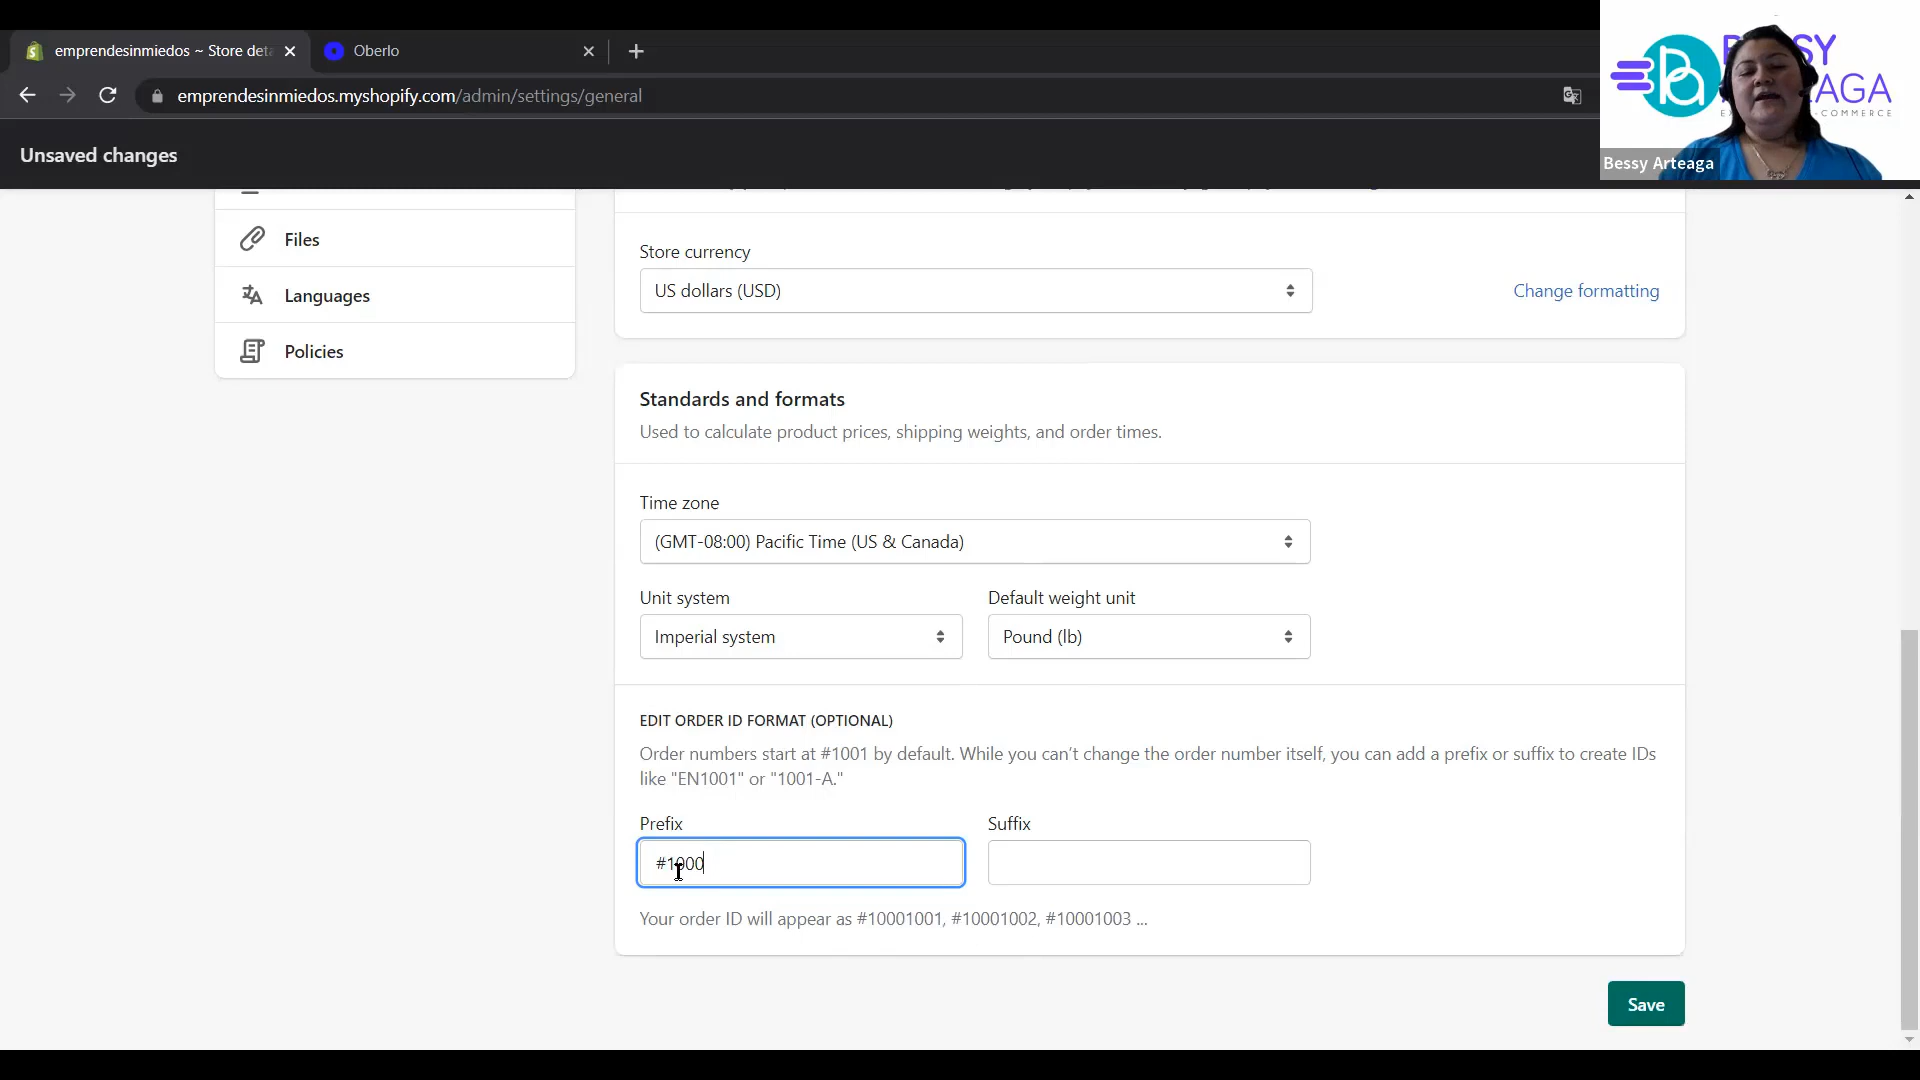 emprendesinmiedos ~ Store deta
Oberlo
emprendesinmiedos.myshopify.com/admin/settings/general
Unsaved changes
SY
AGA
COMMERCE
Bessy Arteaga
Files
Languages
Policies
Store currency
US dollars (USD)
Change formatting
Standards and formats
Used to calculate product prices, shipping weights, and order times.
Time zone
(GMT-08:00) Pacific Time (US & Canada)
Unit system
Default weight unit
Imperial system
Pound (lb)
EDIT ORDER ID FORMAT (OPTIONAL)
Order numbers start at #1001 by default. While you can't change the order number itself, you can add a prefix or suffix to create IDs
like "EN1001" or "1001-A."
Prefix
Suffix
#1000
Your order ID will appear as #10001001, #10001002, #10001003 ...
Save